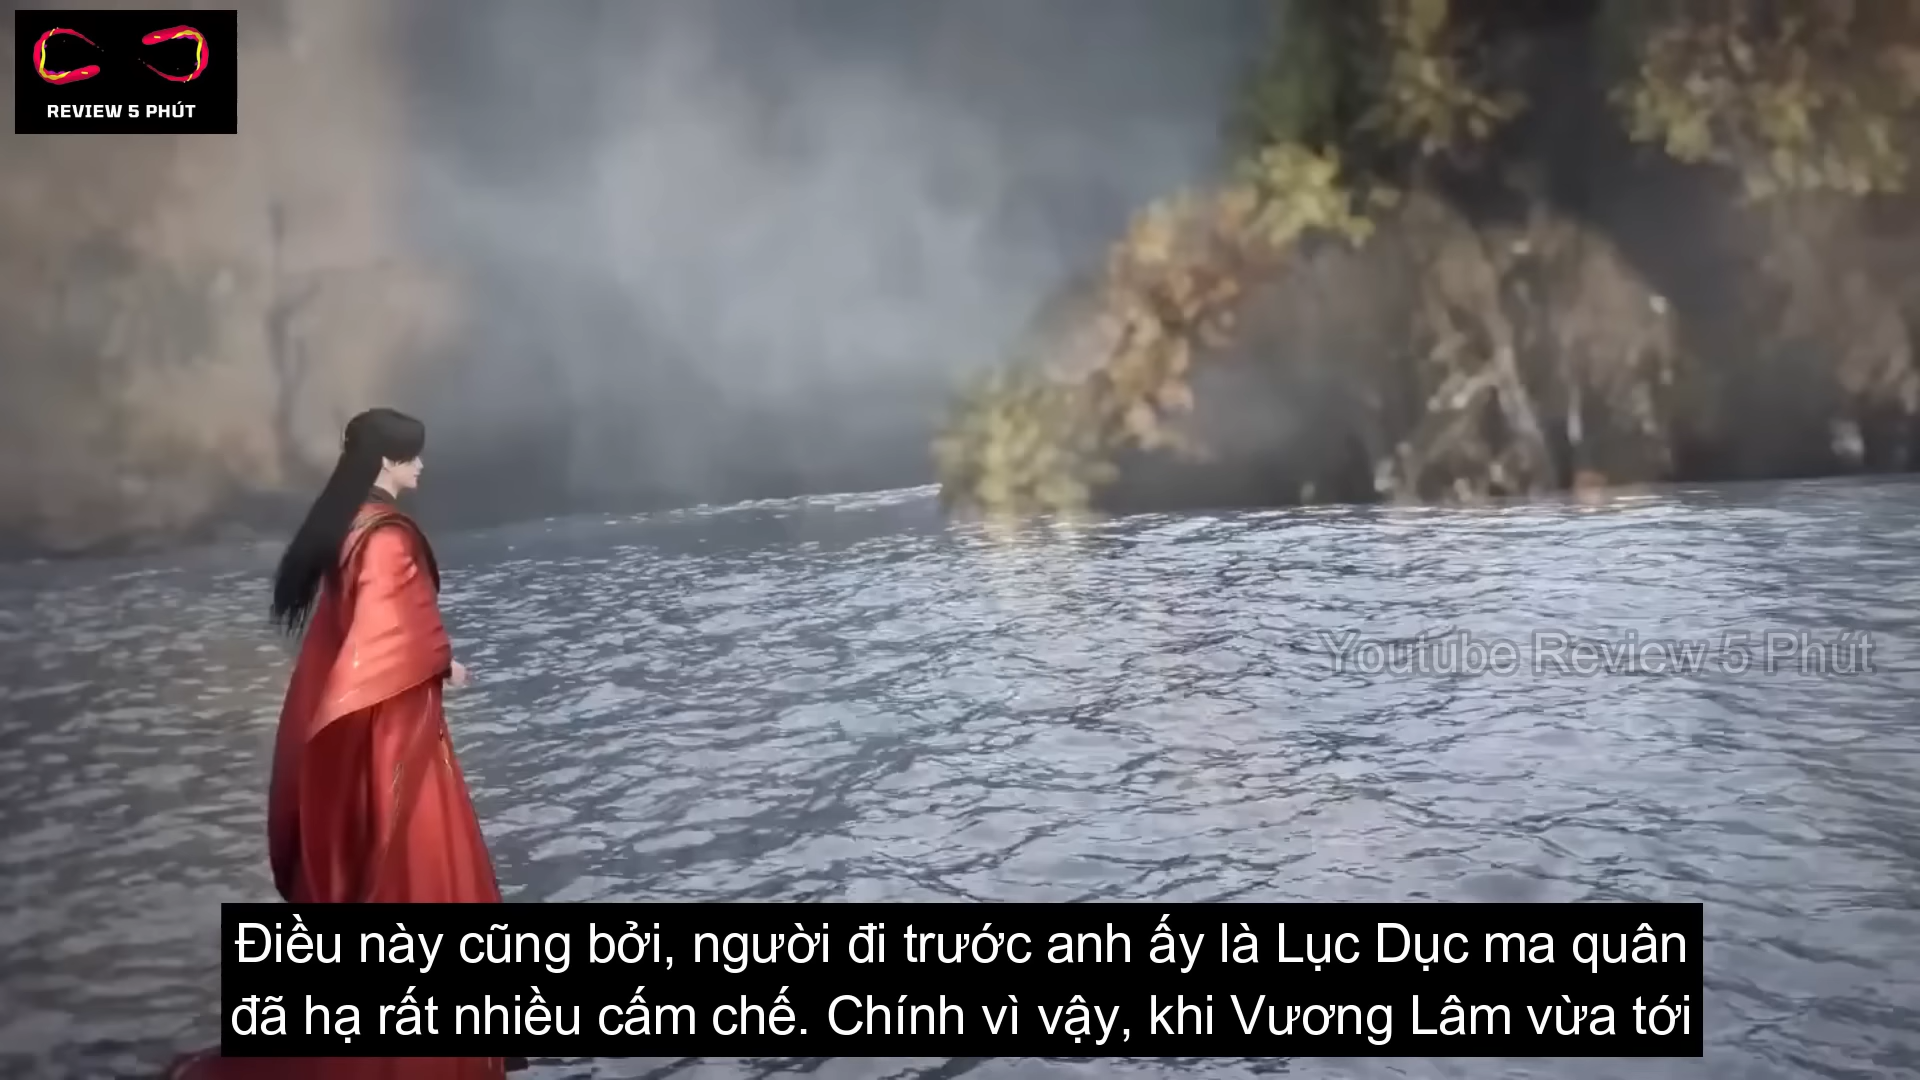 REVIEW 5 PHÚT
Youtube Review 5 Phút
Điều này cũng bởi, người đi trước anh ấy là Lục Dục ma quân
đã hạ rất nhiều cấm chế. Chính vì vậy, khi Vương Lâm vừa tới